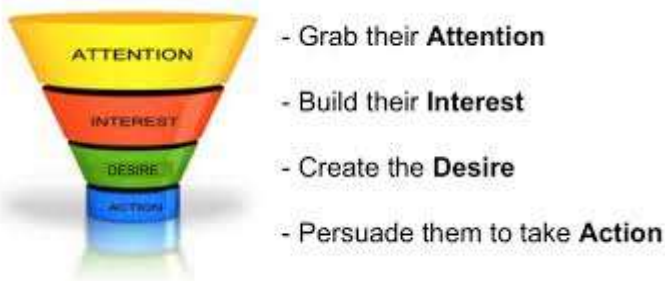 ATTENTION
INTEREST
DESIRE
ACTION
- Grab their Attention
- Build their Interest
- Create the Desire
- Persuade them to take Action